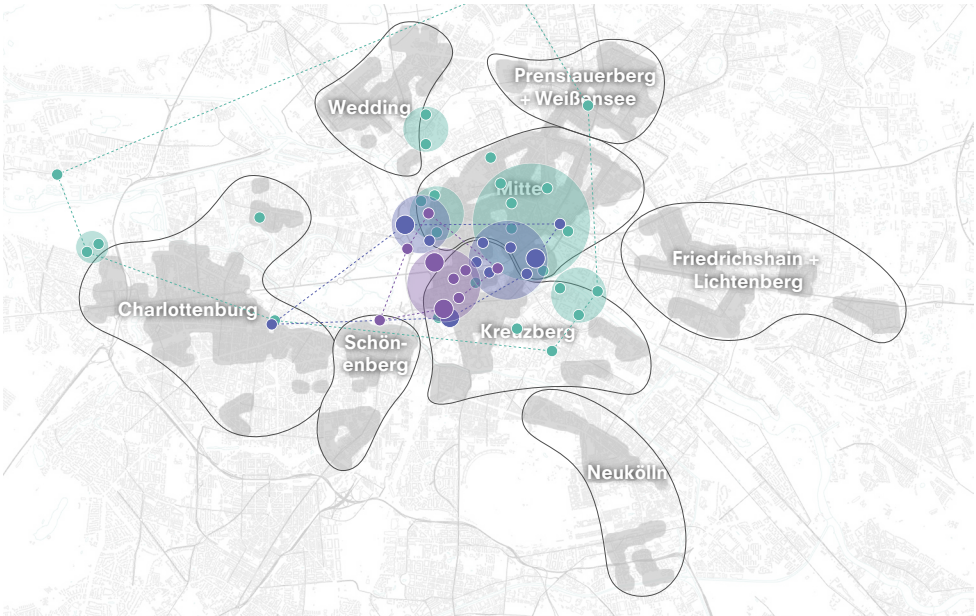 Prenslauerberg
+ Weißensee
Wedding
Mitte
Friedrichshain +
Lichtenberg
Charlottenburg
Kreuzberg
Schön-
enberg
Neukölln